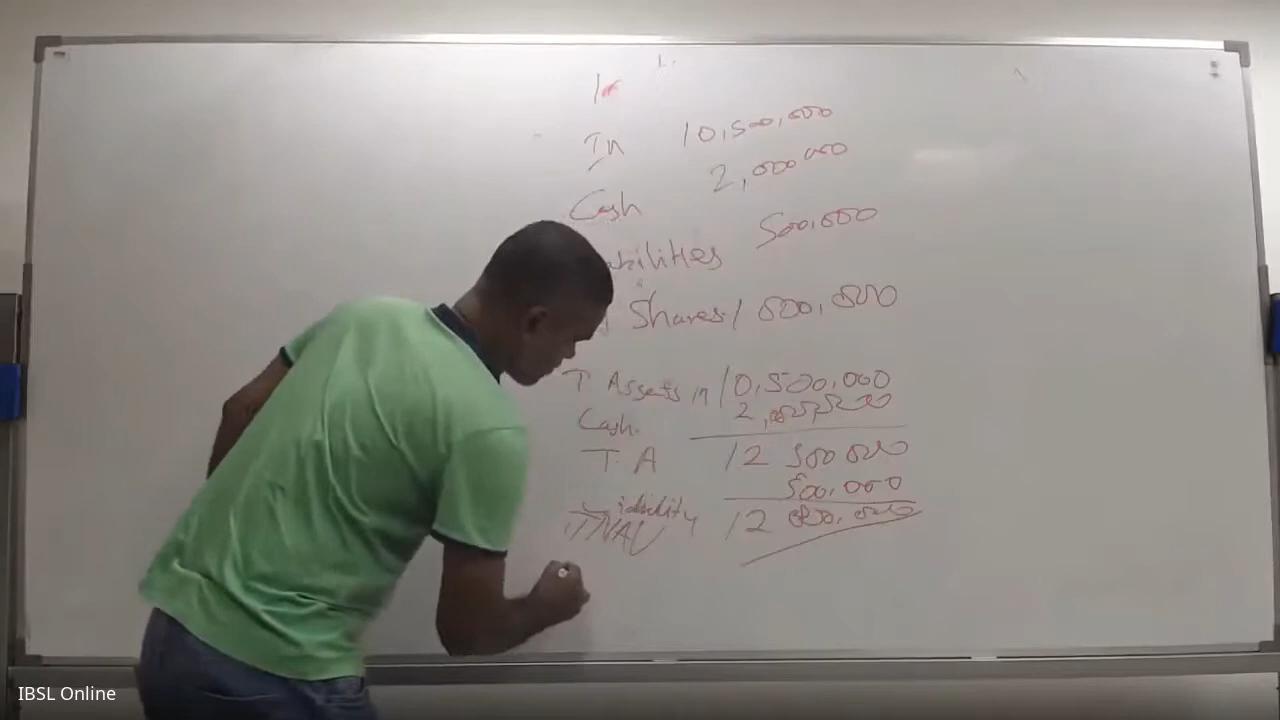 In 10,500,000
Cash 2,000,000
abilities 500,000
Shares 1 000,000
T Assets in 10,500,000
Cash 2,000,000
T A 12 500 000
Liability 500,000
TNAV 12 000,000
IBSL Online